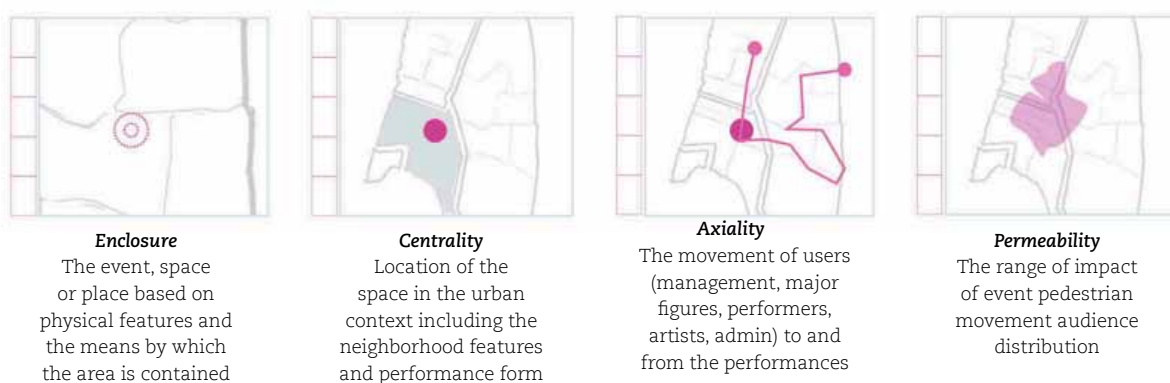 Enclosure
The event, space
or place based on
physical features and
the means by which
the area is contained
Centrality
Location of the
space in the urban
context including the
neighborhood features
and performance form
Axiality
The movement of users
(management, major
figures, performers,
artists, admin) to and
from the performances
Permeability
The range of impact
of event pedestrian
movement audience
distribution